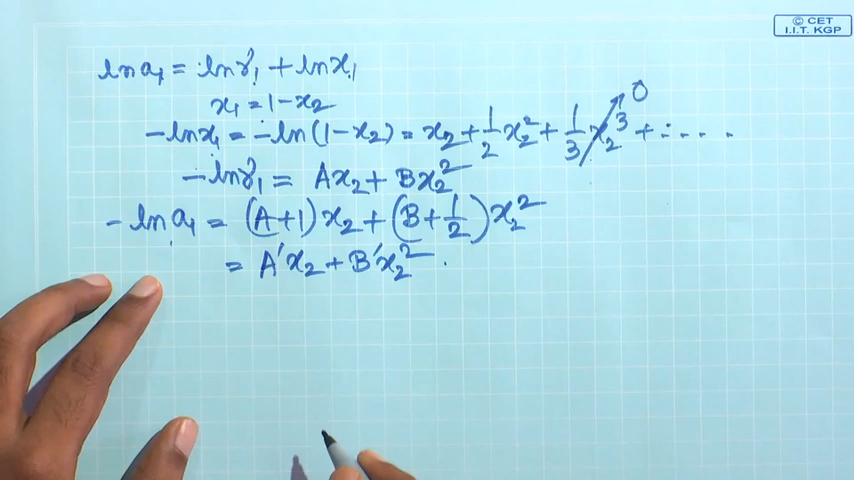 © CET
I.I.T. KGP
ln a₁ = ln γ₁ + ln x₁
x₁ = 1 - x₂
- ln x₁ = - ln (1 - x₂) = x₂ + 1/2 x₂² + 1/3 x₂³ + .... 0
- ln γ₁ = A x₂ + B x₂²
- ln a₁ = (A + 1) x₂ + (B + 1/2) x₂²
= A' x₂ + B' x₂² .